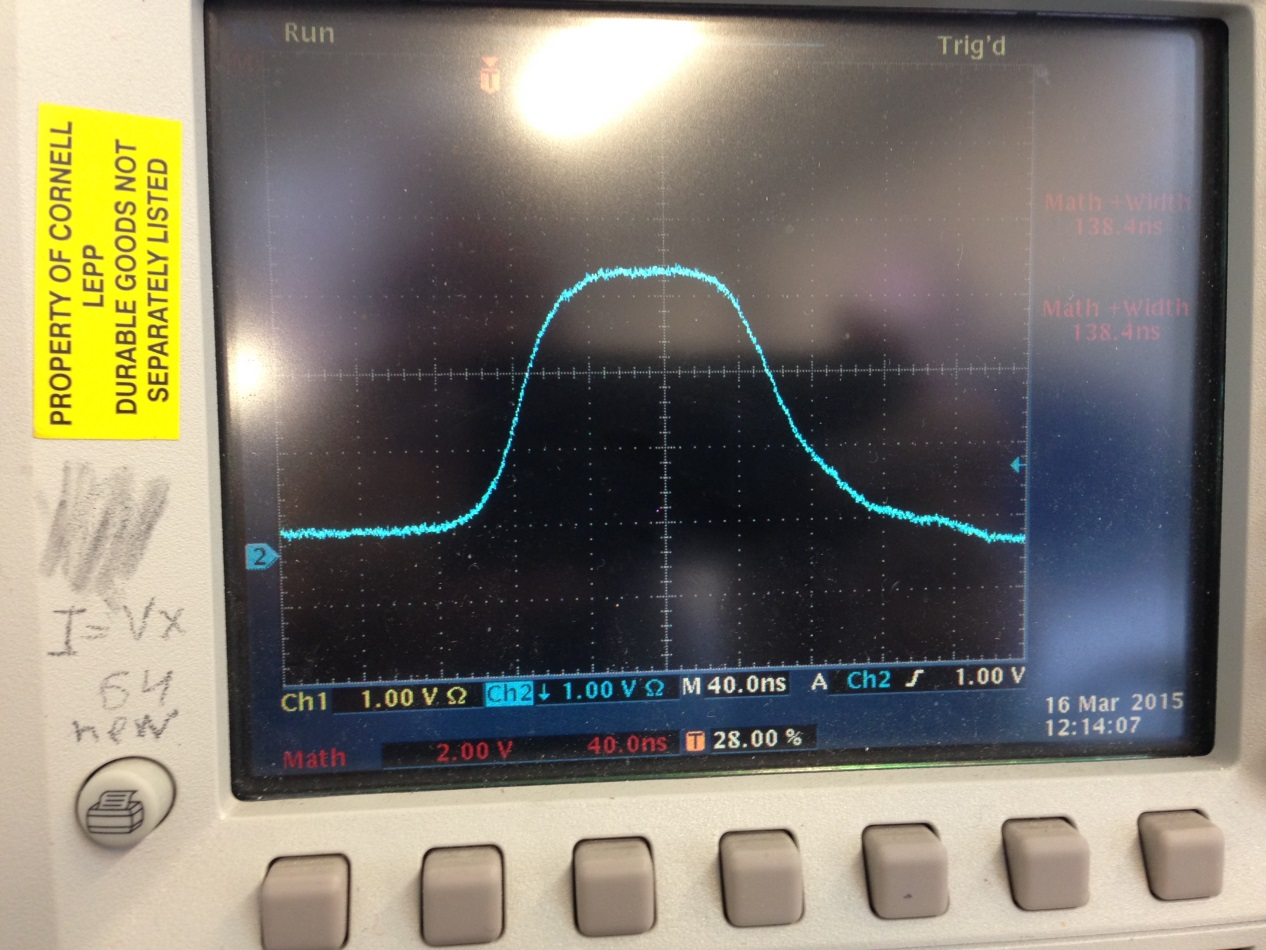 Run
Trig'd
T
PROPERTY OF CORNELL
LEPP
DURABLE GOODS NOT
SEPARATELY LISTED
Math +Width
138.4ns
Math +Width
138.4ns
2
I = Vx
64
new
Ch1 1.00 V Ω Ch2↓ 1.00 V Ω M 40.0ns A Ch2 ƒ 1.00 V
Math 2.00 V 40.0ns T 28.00 %
16 Mar 2015
12:14:07